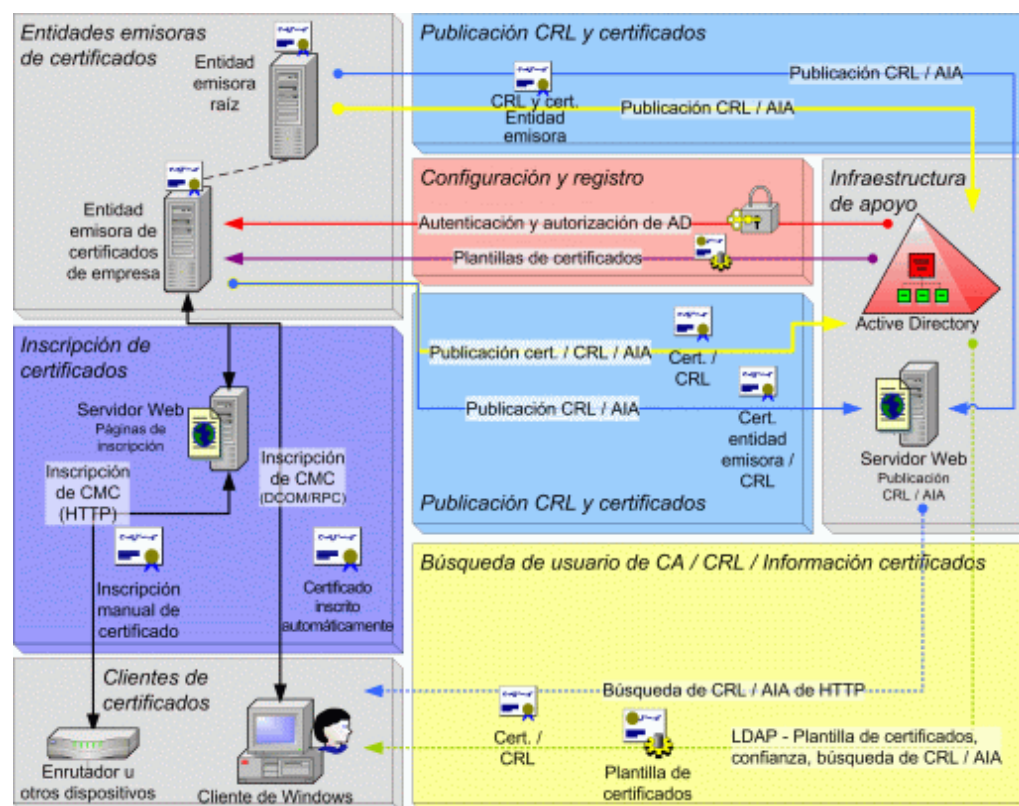 Entidades emisoras
de certificados
Entidad
emisora
raíz
Entidad
emisora de
certificados
de empresa
Publicación CRL y certificados
Publicación CRL / AIA
CRL y cert.
Entidad
emisora
Publicación CRL / AIA
Configuración y registro
Autenticación y autorización de AD
Plantillas de certificados
Infraestructura
de apoyo
Active Directory
Servidor Web
Publicación
CRL / AIA
Publicación cert. / CRL / AIA
Cert. /
CRL
Publicación CRL / AIA
Cert.
entidad
emisora /
CRL
Publicación CRL y certificados
Inscripción de
certificados
Servidor Web
Páginas de
inscripción
Inscripción
de CMC
(HTTP)
Inscripción
de CMC
(DCOM/RPC)
Inscripción
manual de
certificado
Certificado
inscrito
automáticamente
Búsqueda de usuario de CA / CRL / Información certificados
Búsqueda de CRL / AIA de HTTP
Cert. /
CRL
Plantilla de
certificados
LDAP - Plantilla de certificados,
confianza, búsqueda de CRL / AIA
Clientes de
certificados
Enrutador u
otros dispositivos
Cliente de Windows